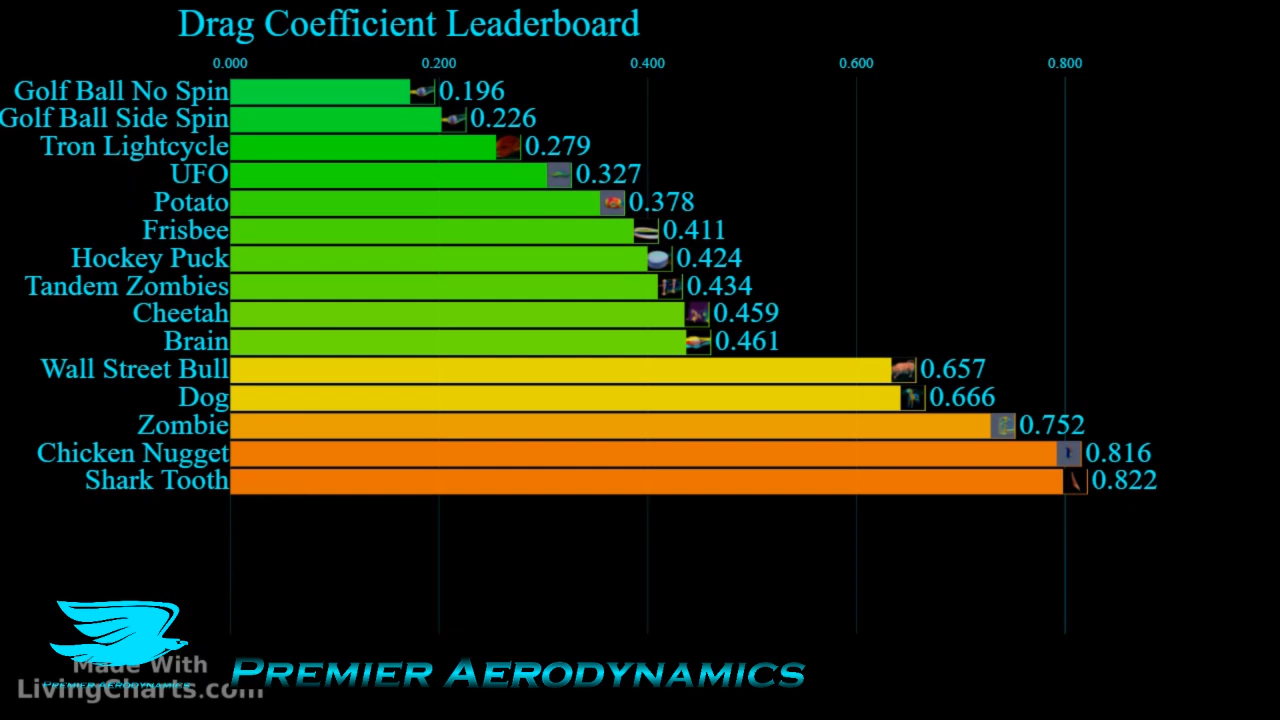 Drag Coefficient Leaderboard
0.000 0.200 0.400 0.600 0.800
Golf Ball No Spin 0.196
Golf Ball Side Spin 0.226
Tron Lightcycle 0.279
UFO 0.327
Potato 0.378
Frisbee 0.411
Hockey Puck 0.424
Tandem Zombies 0.434
Cheetah 0.459
Brain 0.461
Wall Street Bull 0.657
Dog 0.666
Zombie 0.752
Chicken Nugget 0.816
Shark Tooth 0.822
Made With
PREMIER AERODYNAMICS
PREMIER AERODYNAMICS
LivingCharts.com